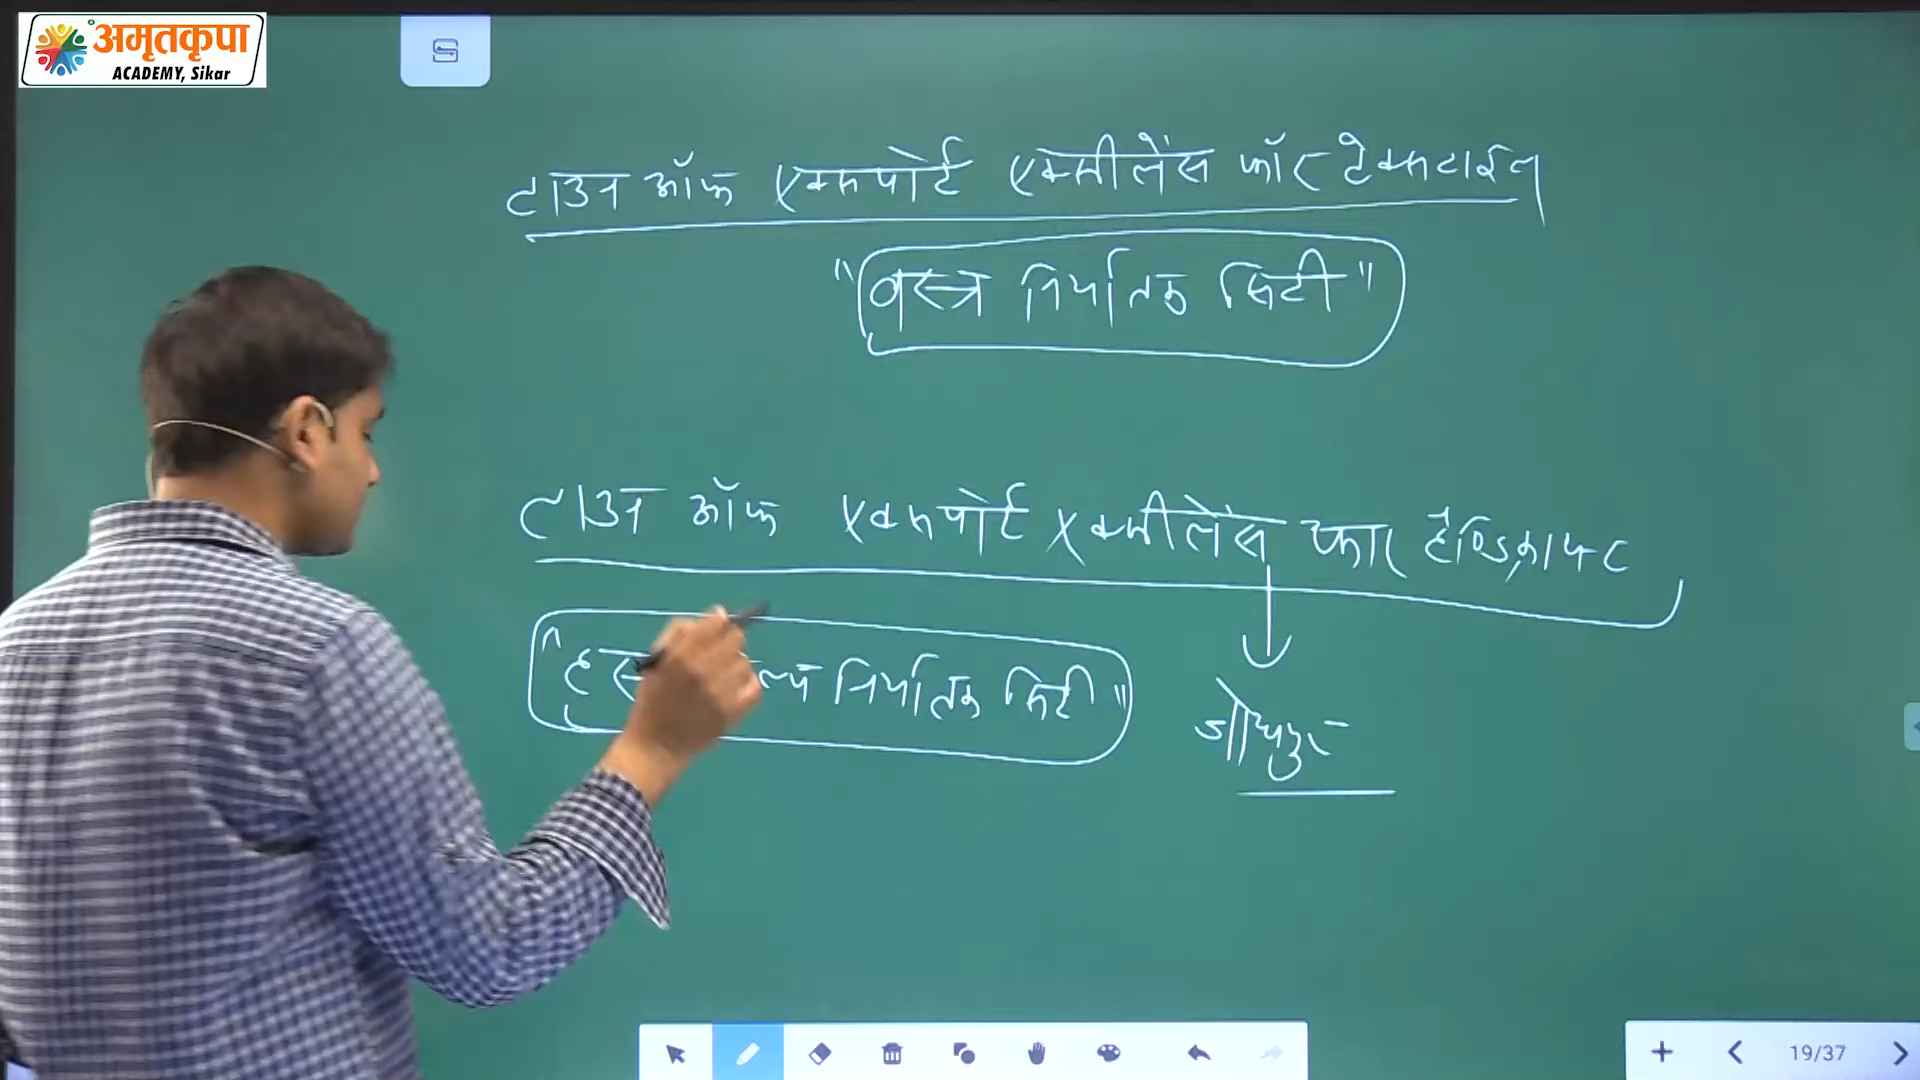 अमृतकृपा
ACADEMY, Sikar
टाउन ऑफ एक्सपोर्ट एक्सीलेंस फॉर टेक्सटाईल
"वस्त्र निर्यातक सिटी"
टाउन ऑफ एक्सपोर्ट एक्सीलेंस फार हैण्डिक्राफ्ट
निर्यातक सिटी"
जोधपुर
19/37